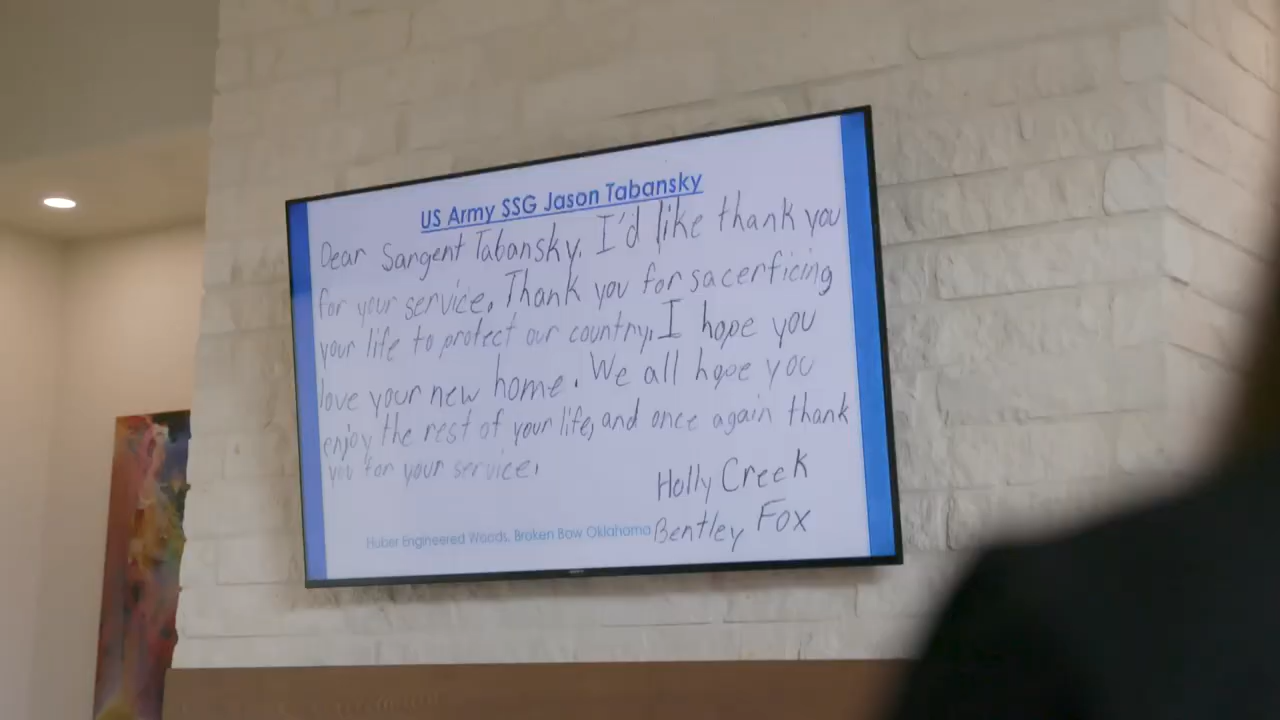 US Army SSG Jason Tabansky
Dear Sargent Tabansky. I'd like thank you
for your service. Thank you for sacerficing
your life to protect our country. I hope you
love your new home. We all hope you
enjoy the rest of your life, and once again thank
you for your service.
Holly Creek
Bentley Fox
Huber Engineered Woods, Broken Bow Oklahoma